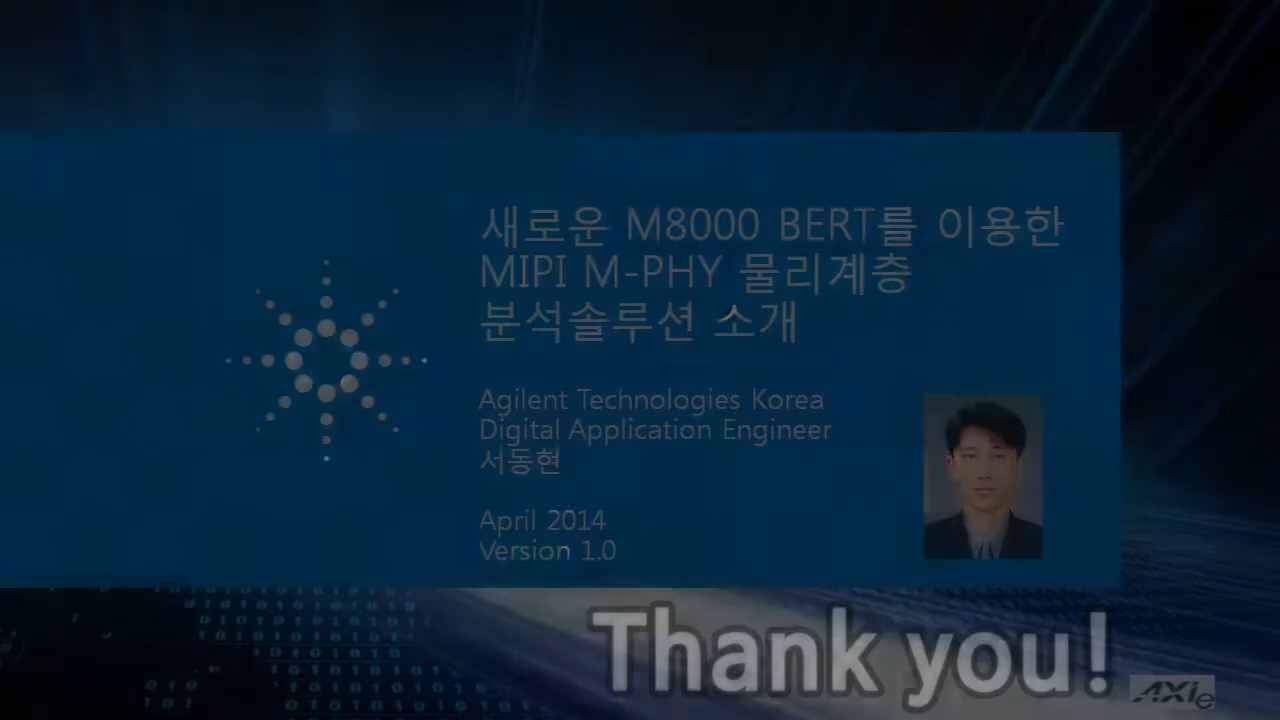 새로운 M8000 BERT를 이용한
MIPI M-PHY 물리계층
분석솔루션 소개
Agilent Technologies Korea
Digital Application Engineer
서동현
April 2014
Version 1.0
Thank you!
AXIe